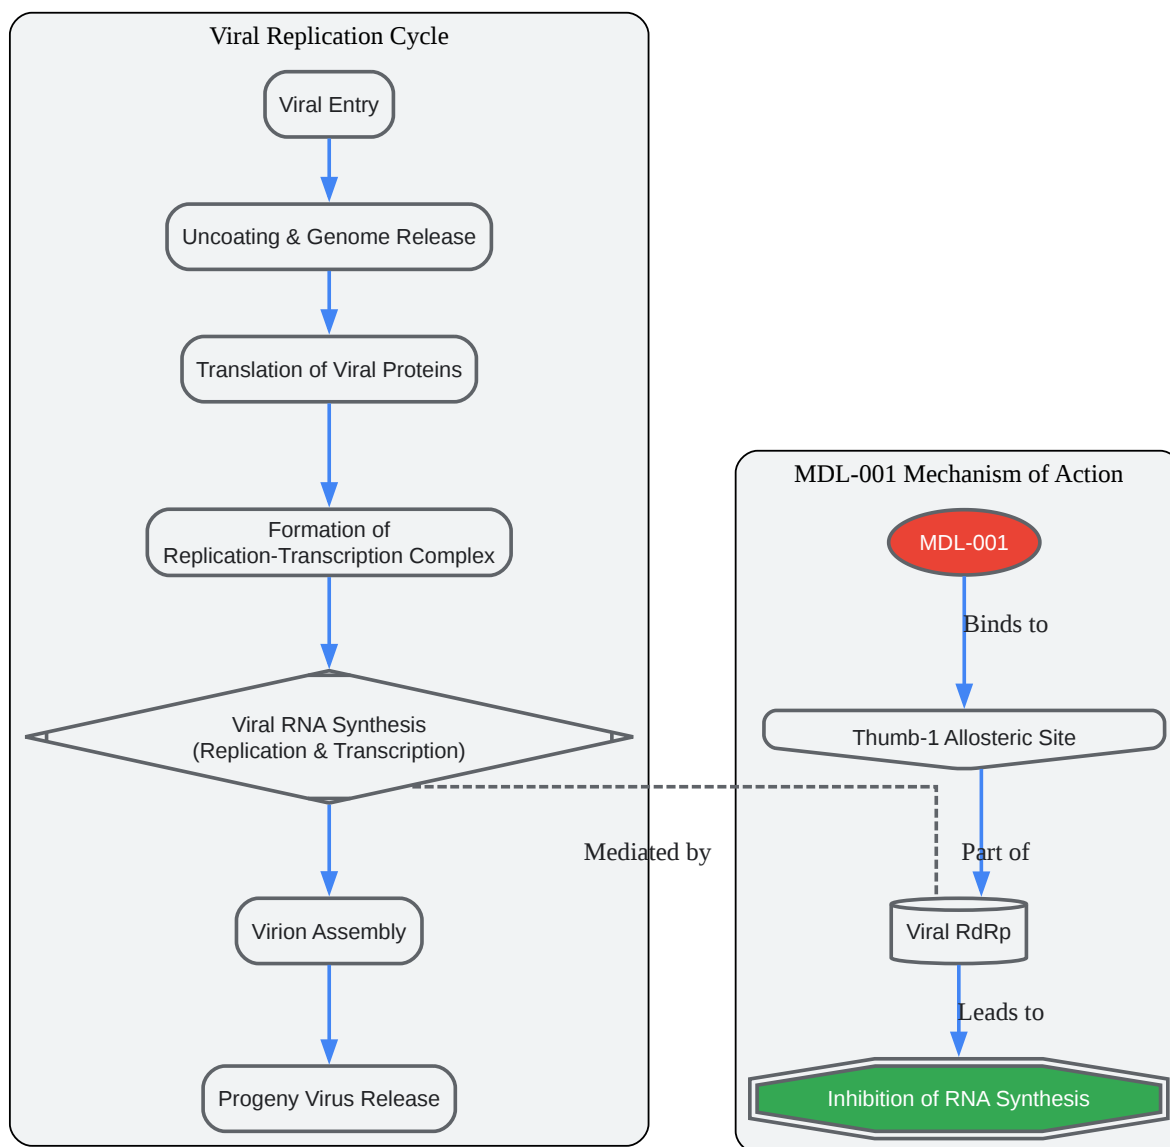 Viral Replication Cycle
Viral Entry
Uncoating & Genome Release
Translation of Viral Proteins
Formation of
Replication-Transcription Complex
Viral RNA Synthesis
(Replication & Transcription)
Mediated by
Virion Assembly
Progeny Virus Release
MDL-001 Mechanism of Action
MDL-001
Binds to
Thumb-1 Allosteric Site
Part of
Viral RdRp
Leads to
Inhibition of RNA Synthesis